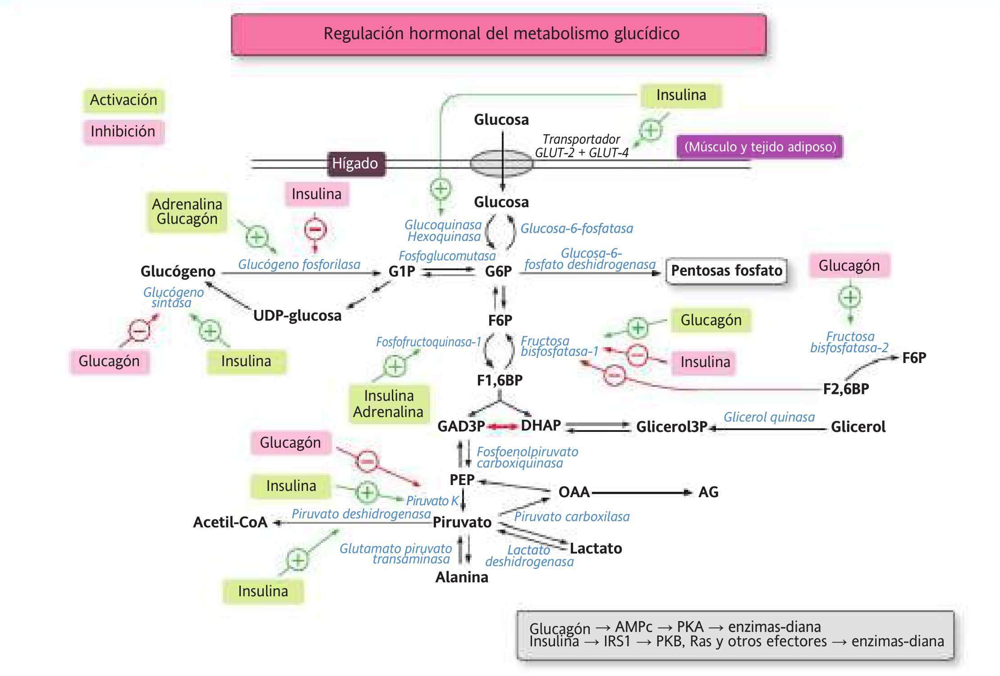 Regulación hormonal del metabolismo glucídico
Activación
Inhibición
Insulina
Glucosa
Transportador
GLUT-2 + GLUT-4
(Músculo y tejido adiposo)
Hígado
Insulina
Adrenalina
Glucagón
Glucosa
Glucoquinasa
Hexoquinasa
Glucosa-6-fosfatasa
Fosfoglucomutasa
Glucosa-6-
fosfato deshidrogenasa
Glucógeno
Glucógeno fosforilasa
G1P
G6P
Pentosas fosfato
Glucagón
Glucógeno
sintasa
UDP-glucosa
F6P
Glucagón
Fosfofructoquinasa-1
Fructosa
bisfosfatasa-1
Fructosa
bisfosfatasa-2
Glucagón
Insulina
Insulina
F6P
F1,6BP
F2,6BP
Insulina
Adrenalina
GAD3P
DHAP
Glicerol3P
Glicerol quinasa
Glicerol
Glucagón
Fosfoenolpiruvato
carboxiquinasa
PEP
Insulina
OAA
AG
Piruvato K
Piruvato deshidrogenasa
Acetil-CoA
Piruvato
Piruvato carboxilasa
Glutamato piruvato
transaminasa
Lactato
deshidrogenasa
Lactato
Alanina
Insulina
Glucagón → AMPc → PKA → enzimas-diana
Insulina → IRS1 → PKB, Ras y otros efectores → enzimas-diana